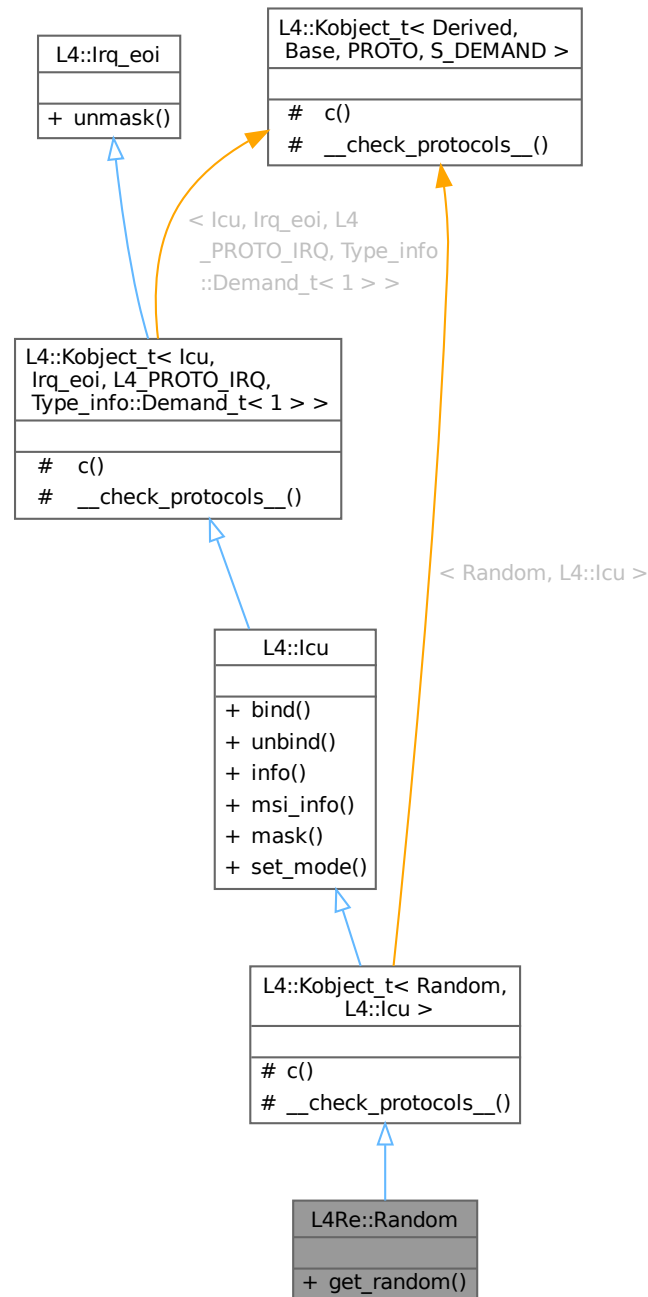 L4::Irq_eoi
+ unmask()
L4::Kobject_t< Derived,
Base, PROTO, S_DEMAND >
# c()
# __check_protocols__()
< Icu, Irq_eoi, L4
_PROTO_IRQ, Type_info
::Demand_t< 1 > >
L4::Kobject_t< Icu,
Irq_eoi, L4_PROTO_IRQ,
Type_info::Demand_t< 1 > >
# c()
# __check_protocols__()
< Random, L4::Icu >
L4::Icu
+ bind()
+ unbind()
+ info()
+ msi_info()
+ mask()
+ set_mode()
L4::Kobject_t< Random,
L4::Icu >
# c()
# __check_protocols__()
L4Re::Random
+ get_random()